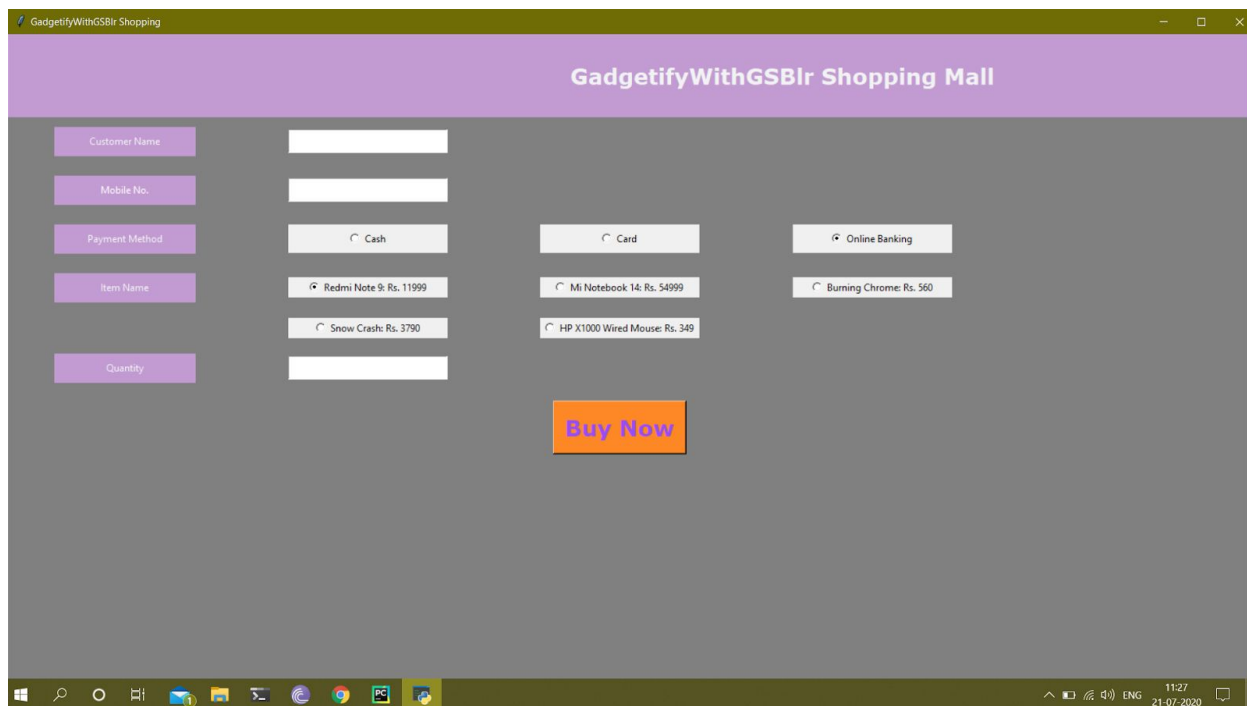 GadgetifyWithGSBlr Shopping
GadgetifyWithGSBlr Shopping Mall
Customer Name
Mobile No.
Payment Method Cash Card Online Banking
Item Name Redmi Note 9: Rs. 11999 Mi Notebook 14: Rs. 54999 Burning Chrome: Rs. 560
Snow Crash: Rs. 3790 HP X1000 Wired Mouse: Rs. 349
Quantity
Buy Now
1 PC ENG 11:27
21-07-2020